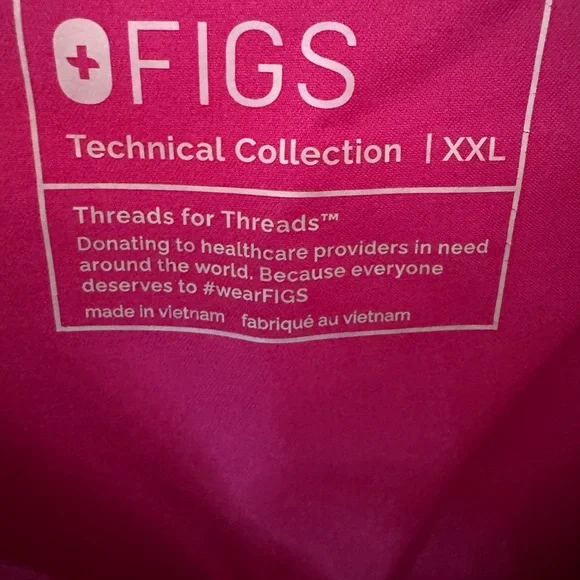 FIGS
Technical Collection | XXL
Threads for Threads™
Donating to healthcare providers in need
around the world. Because everyone
deserves to #wearFIGS
made in vietnam fabriqué au vietnam